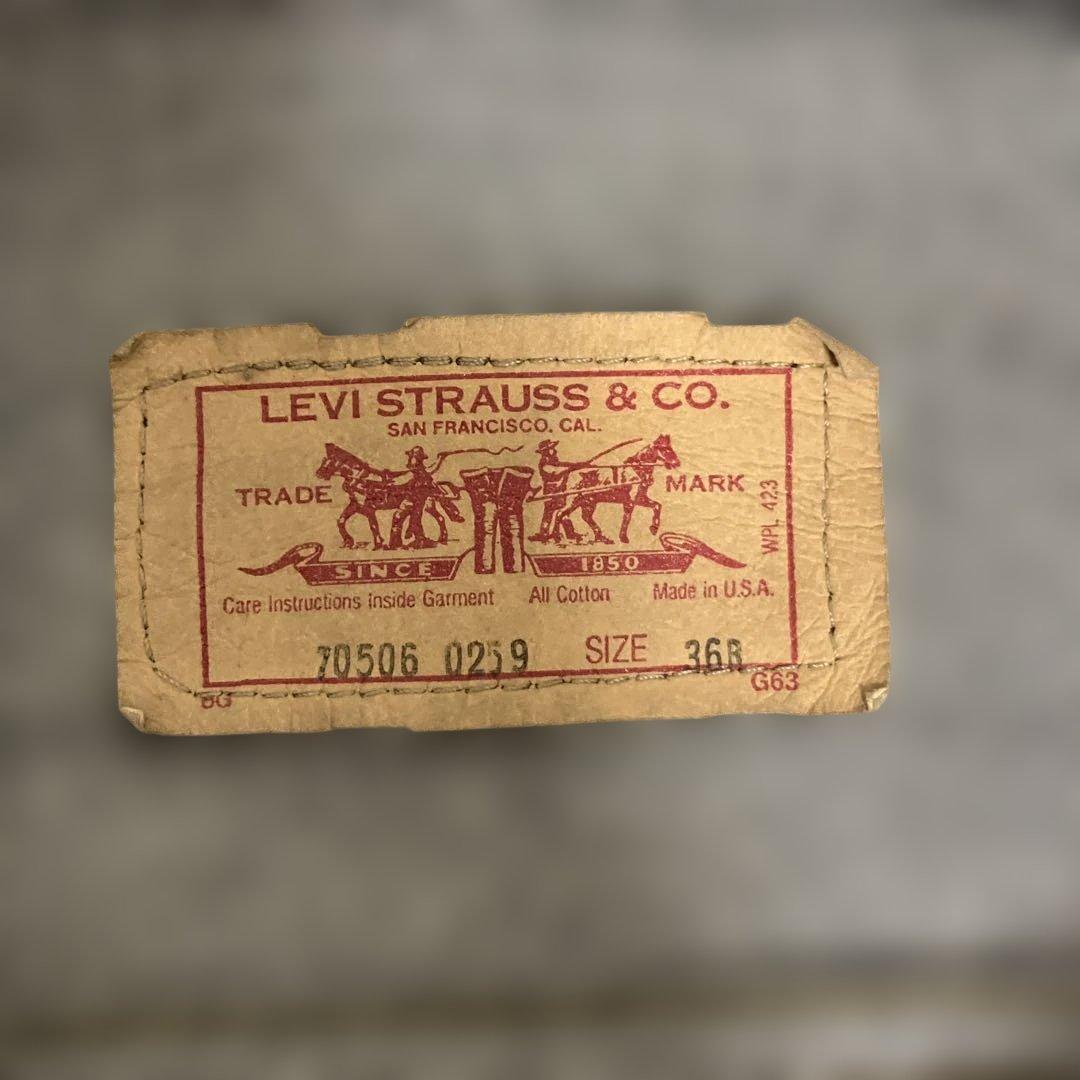 LEVI STRAUSS & CO.
SAN FRANCISCO, CAL.
TRADE MARK
WPL 423
SINCE 1850
Care Instructions Inside Garment All Cotton Made in U.S.A.
70506 0259 SIZE 36R
G63